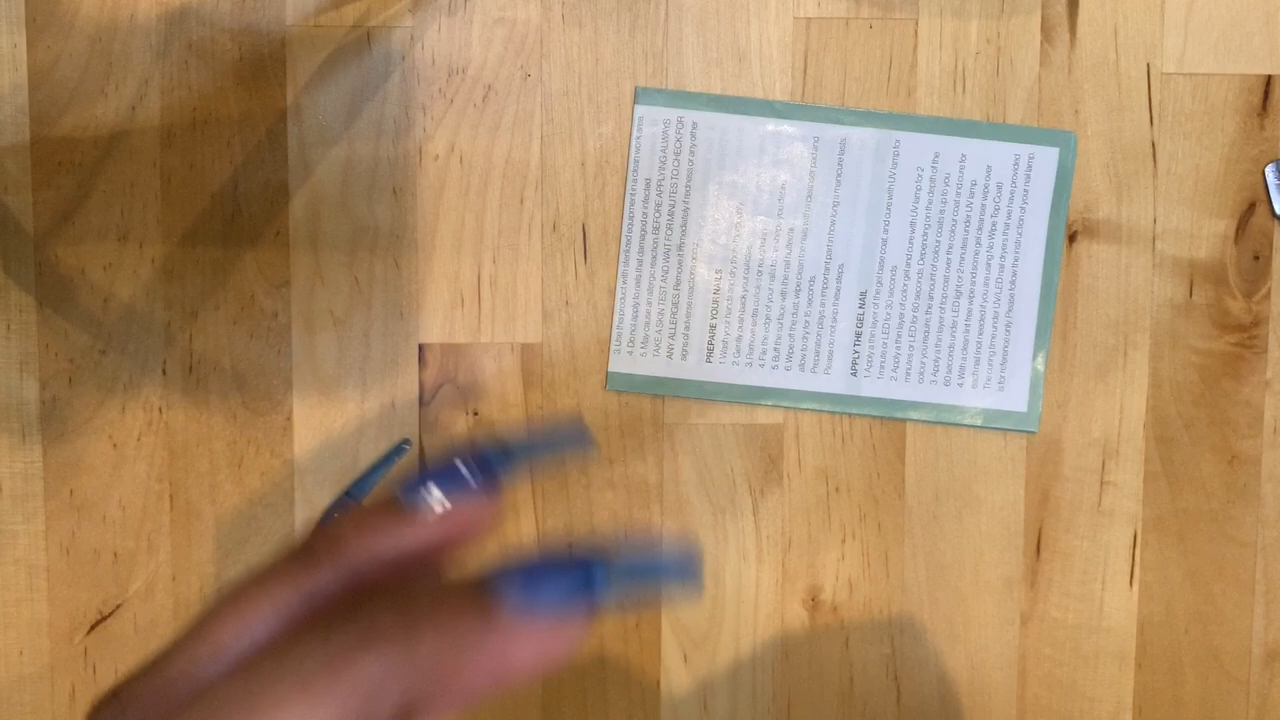 3. Use this product with sterilized equipment in a clean work area.
4. Do not apply to nails that damaged or infected.
5. May cause an allergic reaction. BEFORE APPLYING ALWAYS
TAKE A SKIN TEST AND WAIT FOR MINUTES TO CHECK FOR
ANY ALLERGIES. Remove it immediately if redness or any other
signs of adverse reactions occur.
PREPARE YOUR NAILS
1. Wash your hands and dry them thoroughly.
2. Gently push back your cuticles.
3. Remove extra cuticles or
4. File the edge of your nails to the shape you desire.
5. Buff the surface with the nail buffer
6. Wipe off the dust, wipe clean the nails with a cleanser pad and
allow to dry for 15 seconds.
Preparation plays an important part in how long a manicure lasts.
Please do not skip these steps.
APPLY THE GEL NAIL
1. Apply a thin layer of the gel base coat, and cure with UV lamp for
1 minute or LED for 30 seconds
2. Apply a thin layer of color gel and cure with UV lamp for 2
minutes or LED for 60 seconds. Depending on the depth of the
colour you require, the amount of colour coats is up to you.
3. Apply a thin layer of top coat over the colour coat and cure for
60 seconds under LED light or 2 minutes under UV lamp.
4. With a clean lint free wipe and some gel cleanser wipe over
each nail (not needed if you are using No Wipe Top Coat)
The curing time under UV/LED nail dryers that we have provided
is for reference only. Please follow the instruction of your nail lamp.